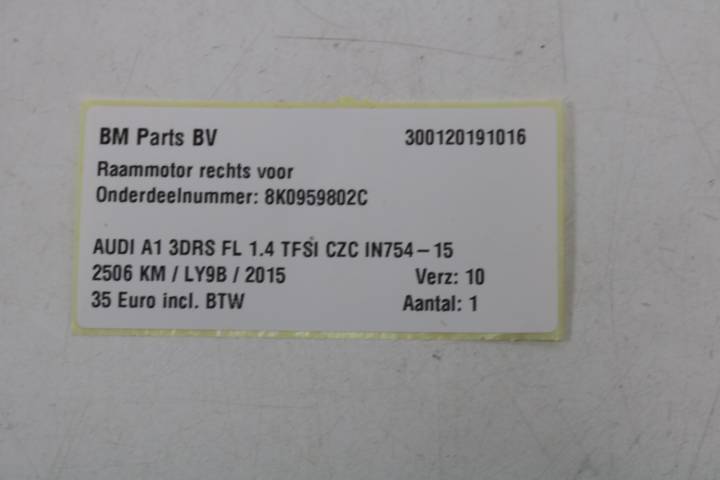 BM Parts BV 300120191016
Raammotor rechts voor
Onderdeelnummer: 8K0959802C
AUDI A1 3DRS FL 1.4 TFSI CZC IN754-15
2506 KM / LY9B / 2015 Verz: 10
35 Euro incl. BTW Aantal: 1